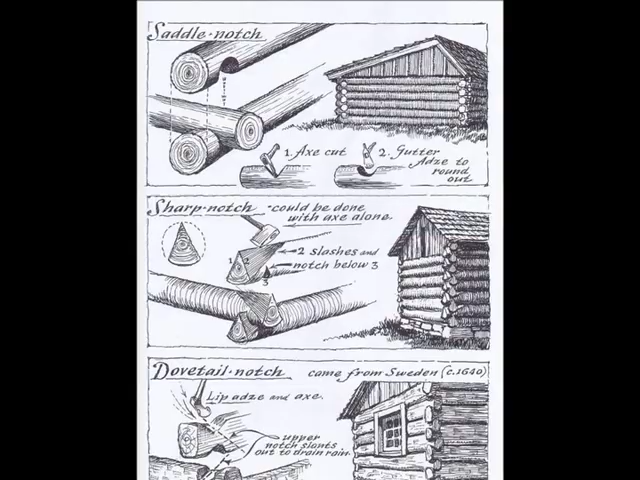 Saddle-notch
1. Axe cut
2. Gutter
Adze to
round
out
Sharp-notch
-could be done
with axe alone.
2 slashes and
notch below 3
1
2
3
Dovetail-notch
came from Sweden (c.1640)
Lip adze and axe.
upper
notch slants
out to drain rain.